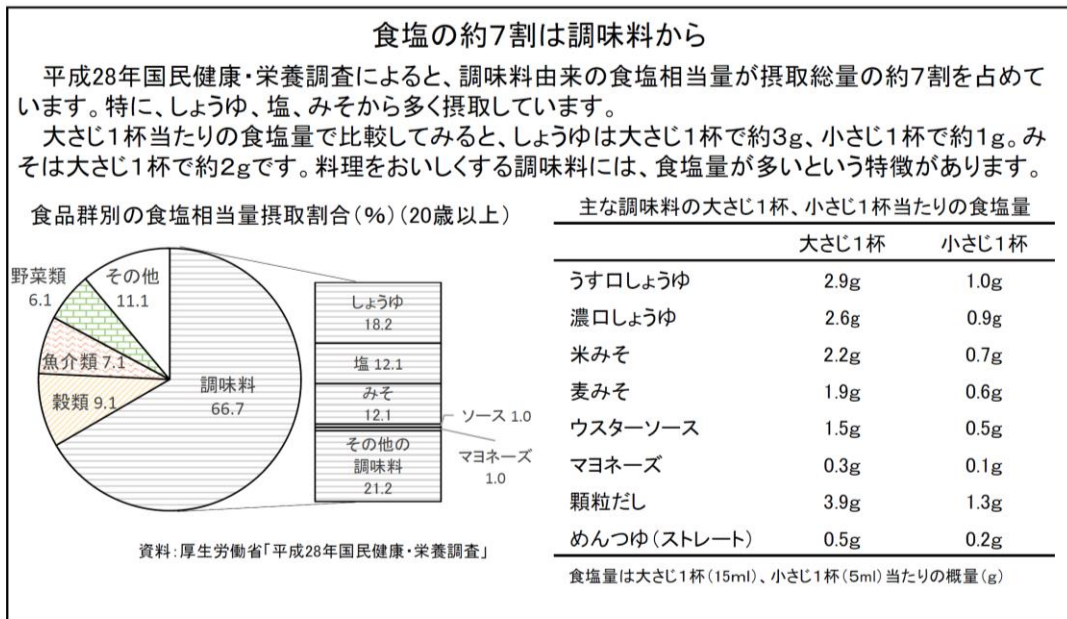 食塩の約7割は調味料から
平成28年国民健康・栄養調査によると、調味料由来の食塩相当量が摂取総量の約7割を占めて
います。特に、しょうゆ、塩、みそから多く摂取しています。
大さじ1杯当たりの食塩量で比較してみると、しょうゆは大さじ1杯で約3g、小さじ1杯で約1g。み
そは大さじ1杯で約2gです。料理をおいしくする調味料には、食塩量が多いという特徴があります。
食品群別の食塩相当量摂取割合(%)(20歳以上)
野菜類
6.1
その他
11.1
魚介類 7.1
穀類 9.1
調味料
66.7
しょうゆ
18.2
塩 12.1
みそ
12.1
ソース 1.0
マヨネーズ
1.0
その他の
調味料
21.2
資料:厚生労働省「平成28年国民健康・栄養調査」
主な調味料の大さじ1杯、小さじ1杯当たりの食塩量
大さじ1杯 小さじ1杯
うす口しょうゆ 2.9g 1.0g
濃口しょうゆ 2.6g 0.9g
米みそ 2.2g 0.7g
麦みそ 1.9g 0.6g
ウスターソース 1.5g 0.5g
マヨネーズ 0.3g 0.1g
顆粒だし 3.9g 1.3g
めんつゆ(ストレート) 0.5g 0.2g
食塩量は大さじ1杯(15ml)、小さじ1杯(5ml)当たりの概量(g)